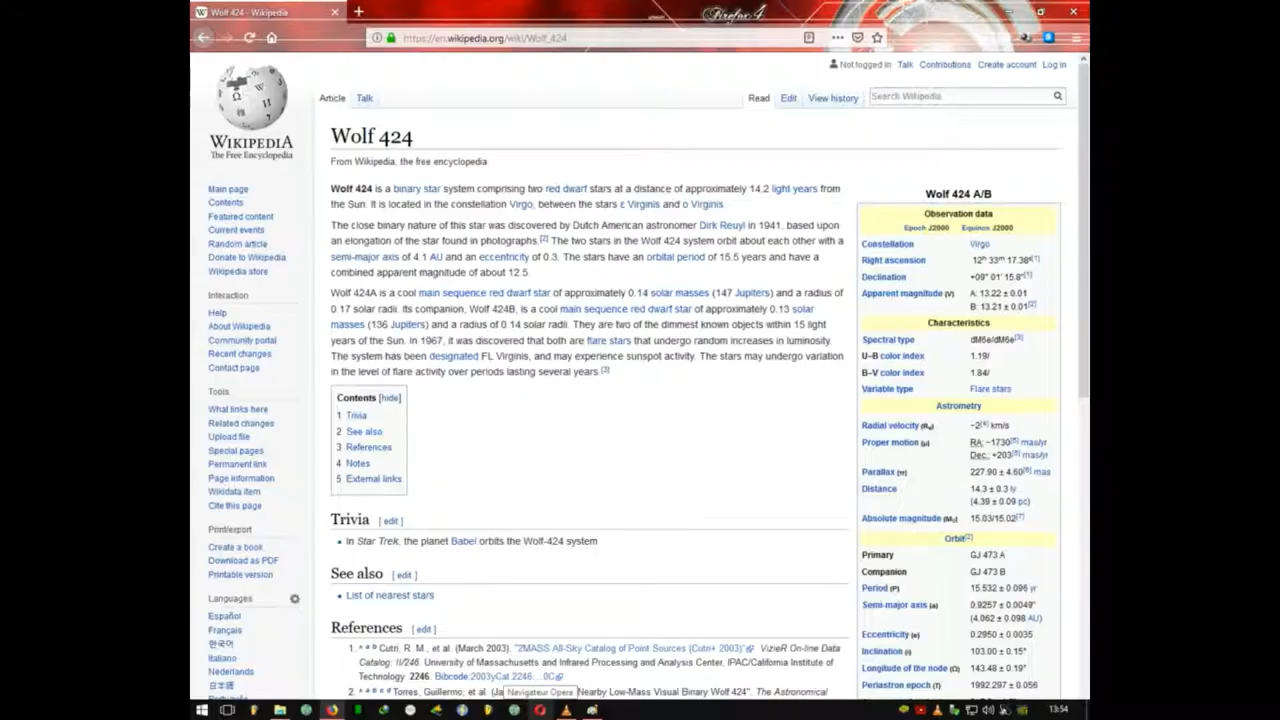 Wolf 424 - Wikipedia
Firefox 4
https://en.wikipedia.org/wiki/Wolf_424
Not logged in Talk Contributions Create account Log in
Article Talk
Read Edit View history
Search Wikipedia
WIKIPEDIA
The Free Encyclopedia
Main page
Contents
Featured content
Current events
Random article
Donate to Wikipedia
Wikipedia store
Interaction
Help
About Wikipedia
Community portal
Recent changes
Contact page
Tools
What links here
Related changes
Upload file
Special pages
Permanent link
Page information
Wikidata item
Cite this page
Print/export
Create a book
Download as PDF
Printable version
Languages
Español
Français
한국어
Italiano
Nederlands
日本語
Wolf 424
From Wikipedia, the free encyclopedia
Wolf 424 is a binary star system comprising two red dwarf stars at a distance of approximately 14.2 light years from
the Sun. It is located in the constellation Virgo, between the stars ε Virginis and ο Virginis.
The close binary nature of this star was discovered by Dutch American astronomer Dirk Reuyl in 1941, based upon
an elongation of the star found in photographs.[2] The two stars in the Wolf 424 system orbit about each other with a
semi-major axis of 4.1 AU and an eccentricity of 0.3. The stars have an orbital period of 15.5 years and have a
combined apparent magnitude of about 12.5.
Wolf 424A is a cool main sequence red dwarf star of approximately 0.14 solar masses (147 Jupiters) and a radius of
0.17 solar radii. Its companion, Wolf 424B, is a cool main sequence red dwarf star of approximately 0.13 solar
masses (136 Jupiters) and a radius of 0.14 solar radii. They are two of the dimmest known objects within 15 light
years of the Sun. In 1967, it was discovered that both are flare stars that undergo random increases in luminosity.
The system has been designated FL Virginis, and may experience sunspot activity. The stars may undergo variation
in the level of flare activity over periods lasting several years.[3]
Contents [hide]
1 Trivia
2 See also
3 References
4 Notes
5 External links
Trivia [ edit ]
• In Star Trek, the planet Babel orbits the Wolf-424 system
See also [ edit ]
• List of nearest stars
References [ edit ]
1. ^ a b Cutri, R. M., et al. (March 2003). "2MASS All-Sky Catalog of Point Sources (Cutri+ 2003)". VizieR On-line Data
Catalog: II/246. University of Massachusetts and Infrared Processing and Analysis Center, IPAC/California Institute of
Technology. 2246. Bibcode:2003yCat.2246....0C
2. ^ a b c d Torres, Guillermo; et al. (Ja Nearby Low-Mass Visual Binary Wolf 424". The Astronomical
Navigateur Opera
Wolf 424 A/B
Observation data
Epoch J2000 Equinox J2000
Constellation Virgo
Right ascension 12h 33m 17.38s[1]
Declination +09° 01′ 15.8″[1]
Apparent magnitude (V) A: 13.22 ± 0.01
B: 13.21 ± 0.01[2]
Characteristics
Spectral type dM6e/dM6e[3]
U−B color index 1.19/
B−V color index 1.84/
Variable type Flare stars
Astrometry
Radial velocity (Rv) −2[4] km/s
Proper motion (μ) RA: −1730[5] mas/yr
Dec.: +203[5] mas/yr
Parallax (π) 227.90 ± 4.60[6] mas
Distance 14.3 ± 0.3 ly
(4.39 ± 0.09 pc)
Absolute magnitude (MV) 15.03/15.02[7]
Orbit[2]
Primary GJ 473 A
Companion GJ 473 B
Period (P) 15.532 ± 0.096 yr
Semi-major axis (a) 0.9257 ± 0.0049"
(4.062 ± 0.098 AU)
Eccentricity (e) 0.2950 ± 0.0035
Inclination (i) 103.00 ± 0.15°
Longitude of the node (Ω) 143.48 ± 0.19°
Periastron epoch (T) 1992.297 ± 0.056
13:54